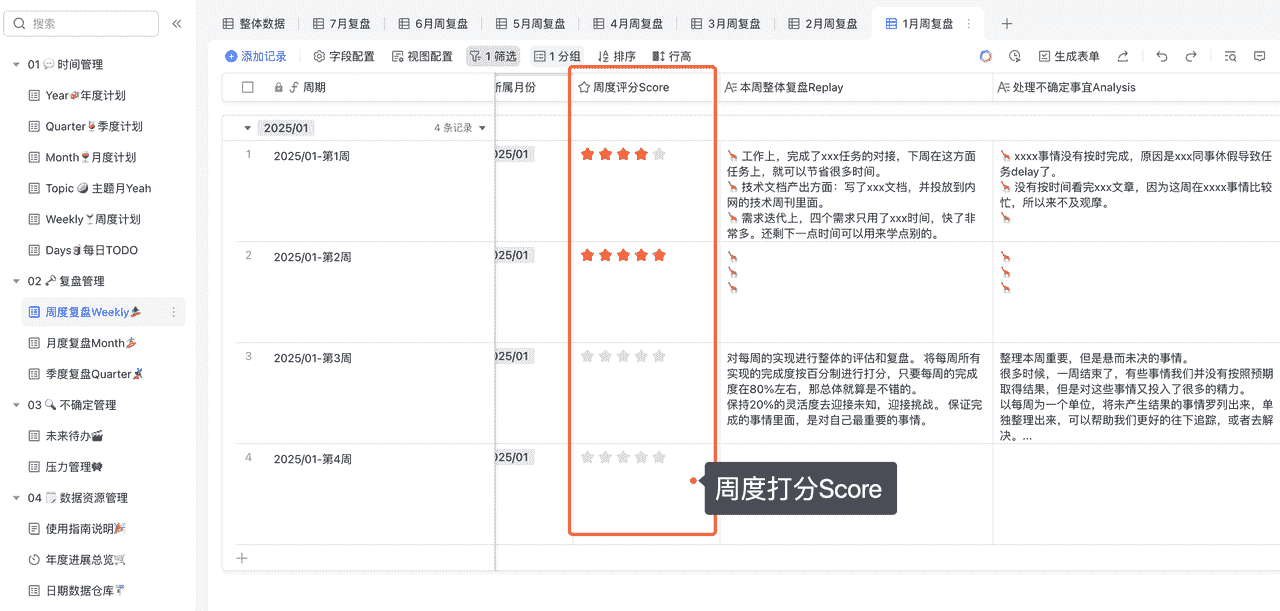 搜索
01 时间管理
Year年度计划
Quarter季度计划
Month月度计划
Topic 主题月Yeah
Weekly周度计划
Days每日TODO
02 复盘管理
周度复盘Weekly
月度复盘Month
季度复盘Quarter
03 不确定管理
未来待办
压力管理
04 数据资源管理
使用指南说明
年度进展总览
日期数据仓库
整体数据 7月复盘 6月周复盘 5月周复盘 4月周复盘 3月周复盘 2月周复盘 1月周复盘
添加记录 字段配置 视图配置 1 筛选 1 分组 排序 行高 生成表单
周期 所属月份 周度评分Score 本周整体复盘Replay 处理不确定事宜Analysis
2025/01 4 条记录
1 2025/01-第1周 2025/01
工作上，完成了xxx任务的对接，下周在这方面
任务上，就可以节省很多时间。
技术文档产出方面：写了xxx文档，并投放到内
网的技术周刊里面。
需求迭代上，四个需求只用了xxx时间，快了非
常多。还剩下一点时间可以用来学点别的。
xxxx事情没有按时完成，原因是xxx同事休假导致任
务delay了。
没有按时间看完xxx文章，因为这周在xxxx事情比较
忙，所以来不及观摩。
2 2025/01-第2周 2025/01
3 2025/01-第3周 2025/01
对每周的实现进行整体的评估和复盘。 将每周所有
实现的完成度按百分制进行打分，只要每周的完成
度在80%左右，那总体就算是不错的。
保持20%的灵活度去迎接未知，迎接挑战。 保证完
成的事情里面，是对自己最重要的事情。
整理本周重要，但是悬而未决的事情。
很多时候，一周结束了，有些事情我们并没有按照预期
取得结果，但是对这些事情又投入了很多的精力。
以每周为一个单位，将未产生结果的事情罗列出来，单
独整理出来，可以帮助我们更好的往下追踪，或者去解
决。...
4 2025/01-第4周 2025/01
周度打分Score